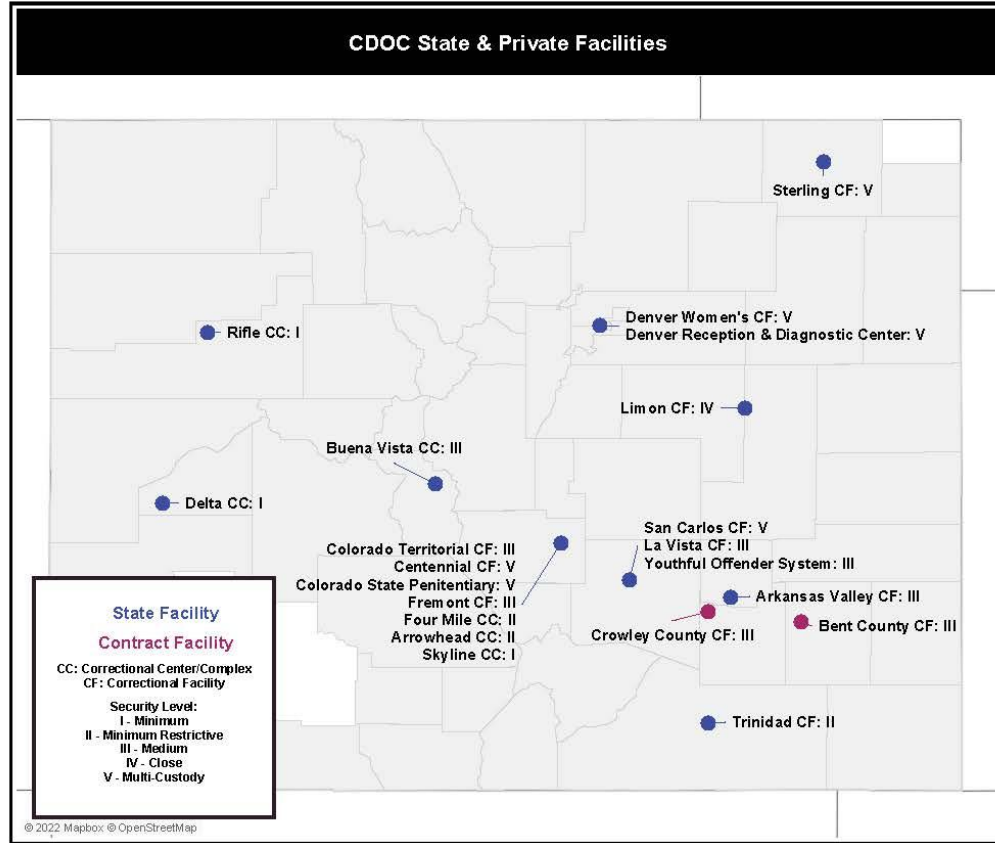 CDOC State & Private Facilities
Sterling CF: V
Rifle CC: I
Denver Women's CF: V
Denver Reception & Diagnostic Center: V
Limon CF: IV
Buena Vista CC: III
Delta CC: I
Colorado Territorial CF: III
Centennial CF: V
Colorado State Penitentiary: V
Fremont CF: III
Four Mile CC: II
Arrowhead CC: II
Skyline CC: I
San Carlos CF: V
La Vista CF: III
Youthful Offender System: III
Arkansas Valley CF: III
Crowley County CF: III
Bent County CF: III
Trinidad CF: II
State Facility
Contract Facility
CC: Correctional Center/Complex
CF: Correctional Facility
Security Level:
I - Minimum
II - Minimum Restrictive
III - Medium
IV - Close
V - Multi-Custody
© 2022 Mapbox © OpenStreetMap